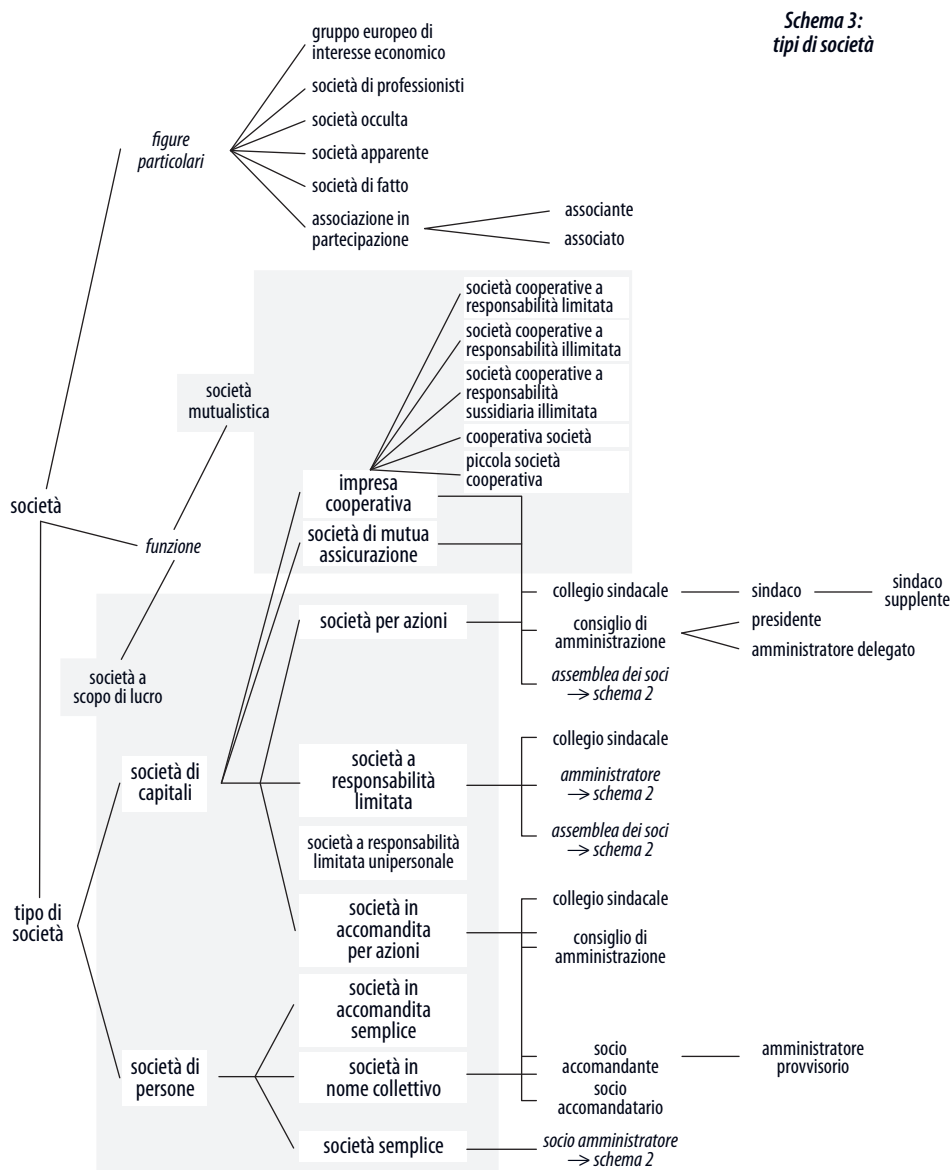 Schema 3:
tipi di società
gruppo europeo di
interesse economico
società di professionisti
società occulta
figure
particolari
società apparente
società di fatto
associazione in
partecipazione
associante
associato
società cooperative a
responsabilità limitata
società cooperative a
responsabilità illimitata
società cooperative a
responsabilità
sussidiaria illimitata
società
mutualistica
cooperativa società
piccola società
cooperativa
impresa
cooperativa
società
funzione
società di mutua
assicurazione
collegio sindacale
sindaco
sindaco
supplente
società per azioni
consiglio di
amministrazione
presidente
amministratore delegato
società a
scopo di lucro
assemblea dei soci
→ schema 2
società di
capitali
società a
responsabilità
limitata
collegio sindacale
amministratore
→ schema 2
assemblea dei soci
→ schema 2
società a responsabilità
limitata unipersonale
tipo di
società
società in
accomandita
per azioni
collegio sindacale
consiglio di
amministrazione
società in
accomandita
semplice
società di
persone
società in
nome collettivo
socio
accomandante
amministratore
provvisorio
socio
accomandatario
società semplice
socio amministratore
→ schema 2